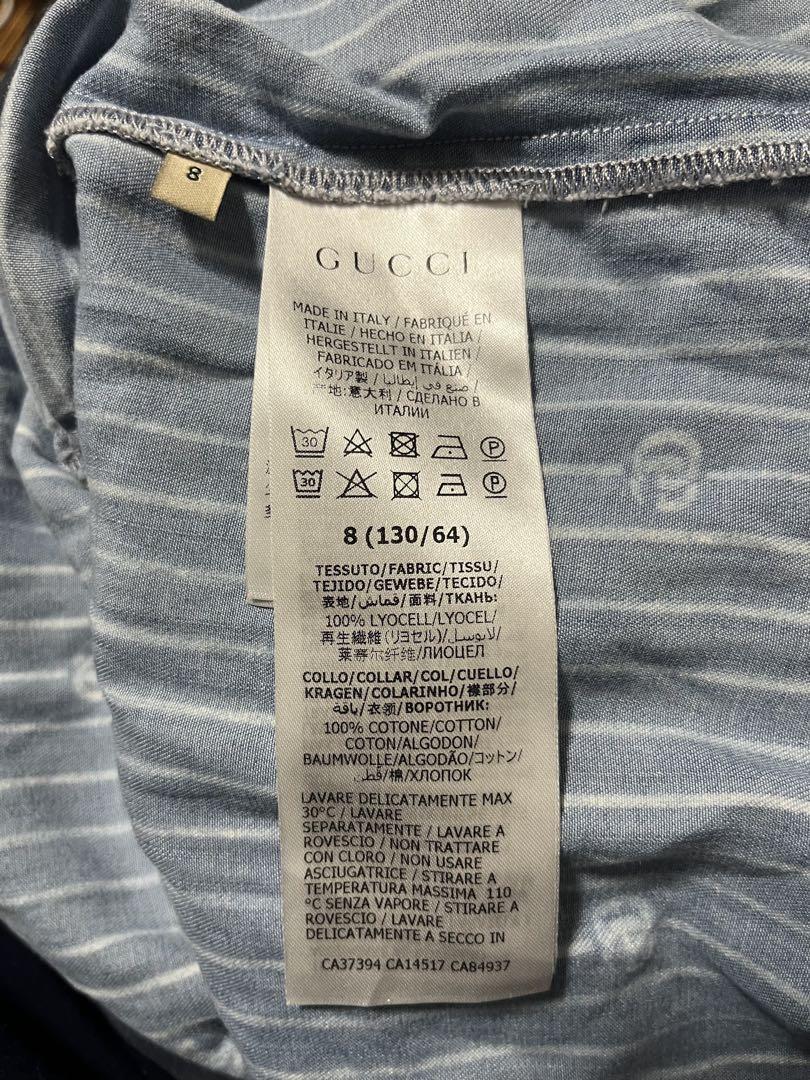 8
GUCCI
MADE IN ITALY / FABRIQUÉ EN
ITALIE / HECHO EN ITALIA /
HERGESTELLT IN ITALIEN /
FABRICADO EM ITÁLIA /
イタリア製 / صنع في إيطاليا /
产地:意大利 / СДЕЛАНО В
ИТАЛИИ
30 P
30 P
8 (130/64)
TESSUTO/FABRIC/TISSU/
TEJIDO/GEWEBE/TECIDO/
表地/قماش/面料/ТКАНЬ:
100% LYOCELL/LYOCEL/
再生繊維(リヨセル)/لايوسل/
莱赛尔纤维/ЛИОЦЕЛ
COLLO/COLLAR/COL/CUELLO/
KRAGEN/COLARINHO/襟部分/
ياقة/衣领/ВОРОТНИК:
100% COTONE/COTTON/
COTON/ALGODON/
BAUMWOLLE/ALGODÃO/コットン/
قطن/棉/ХЛОПОК
LAVARE DELICATAMENTE MAX
30°C / LAVARE
SEPARATAMENTE / LAVARE A
ROVESCIO / NON TRATTARE
CON CLORO / NON USARE
ASCIUGATRICE / STIRARE A
TEMPERATURA MASSIMA 110
°C SENZA VAPORE / STIRARE A
ROVESCIO / LAVARE
DELICATAMENTE A SECCO IN
CA37394 CA14517 CA84937